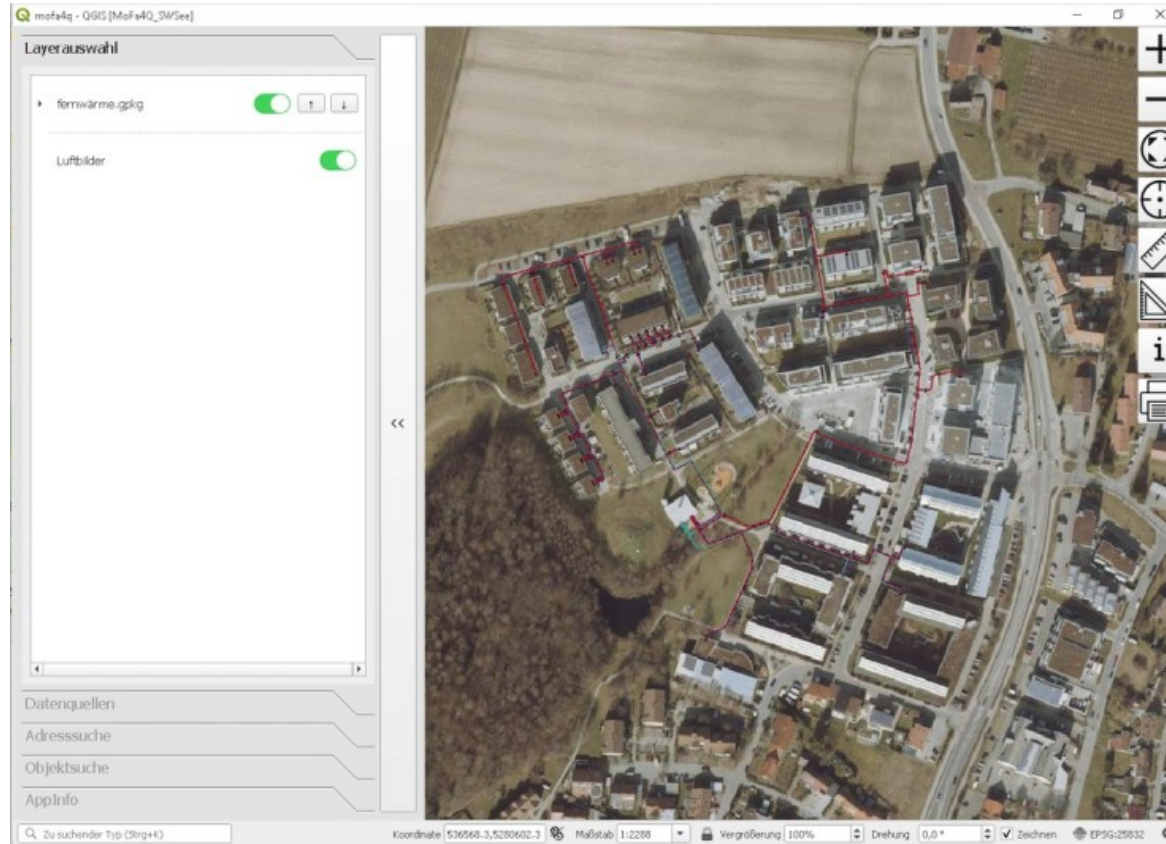 mofa4q - QGIS [MoFa4Q_SWSee]
Layerauswahl
fernwärme.gpkg
Luftbilder
<<
Datenquellen
Adresssuche
Objektsuche
AppInfo
i
Zu suchender Typ (Strg+K)
Koordinate 536568.3,5280602.3 Maßstab 1:2288 Vergrößerung 100% Drehung 0,0 ° Zeichnen EPSG:25832